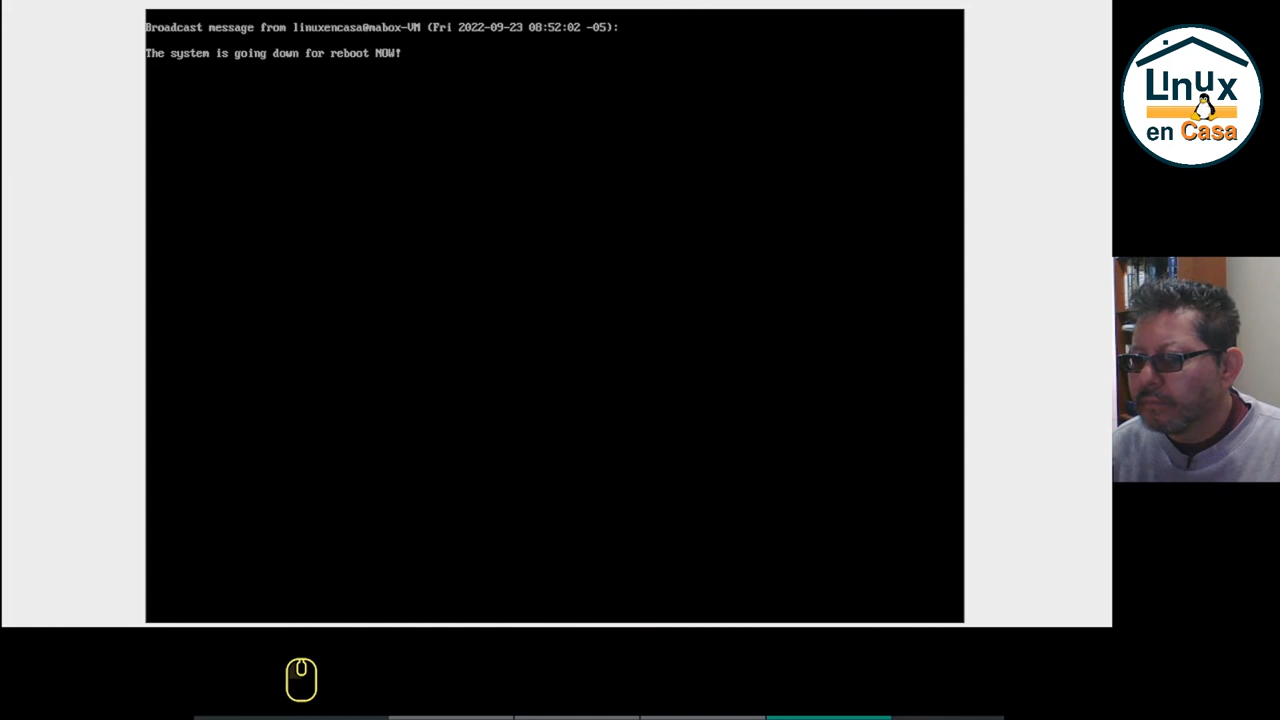 Broadcast message from linuxencasa@mabox-VM (Fri 2022-09-23 08:52:02 -05):
The system is going down for reboot NOW!
Linux
en Casa